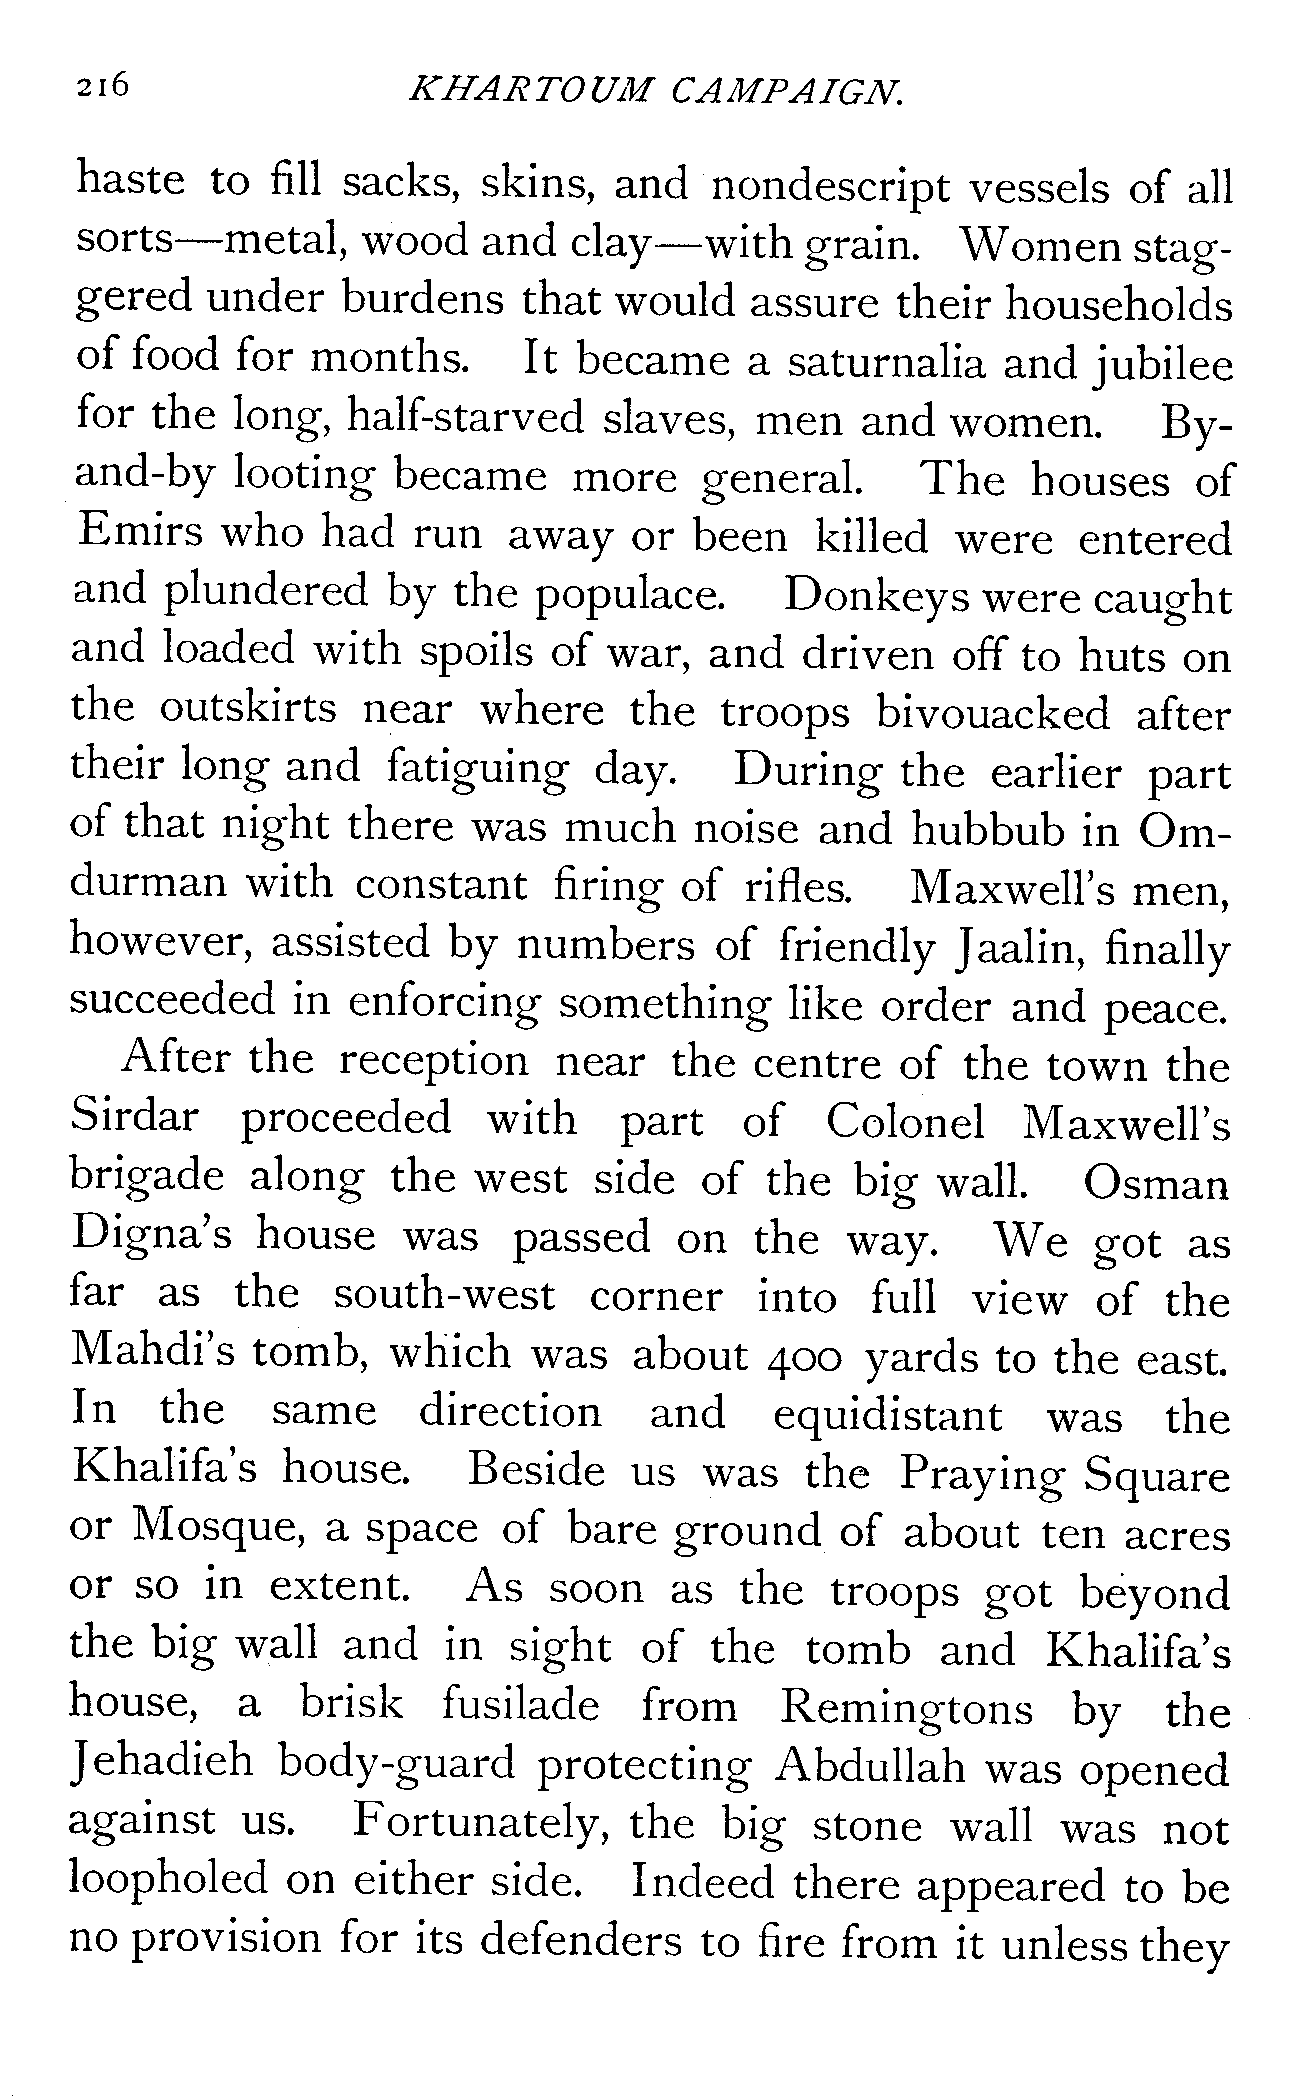 216 KHARTOUM CAMPAIGN.
haste to fill sacks, skins, and nondescript vessels of all
sorts—metal, wood and clay—with grain. Women stag-
gered under burdens that would assure their households
of food for months. It became a saturnalia and jubilee
for the long, half-starved slaves, men and women. By-
and-by looting became more general. The houses of
Emirs who had run away or been killed were entered
and plundered by the populace. Donkeys were caught
and loaded with spoils of war, and driven off to huts on
the outskirts near where the troops bivouacked after
their long and fatiguing day. During the earlier part
of that night there was much noise and hubbub in Om-
durman with constant firing of rifles. Maxwell's men,
however, assisted by numbers of friendly Jaalin, finally
succeeded in enforcing something like order and peace.
After the reception near the centre of the town the
Sirdar proceeded with part of Colonel Maxwell's
brigade along the west side of the big wall. Osman
Digna's house was passed on the way. We got as
far as the south-west corner into full view of the
Mahdi's tomb, which was about 400 yards to the east.
In the same direction and equidistant was the
Khalifa's house. Beside us was the Praying Square
or Mosque, a space of bare ground of about ten acres
or so in extent. As soon as the troops got beyond
the big wall and in sight of the tomb and Khalifa's
house, a brisk fusilade from Remingtons by the
Jehadieh body-guard protecting Abdullah was opened
against us. Fortunately, the big stone wall was not
loopholed on either side. Indeed there appeared to be
no provision for its defenders to fire from it unless they